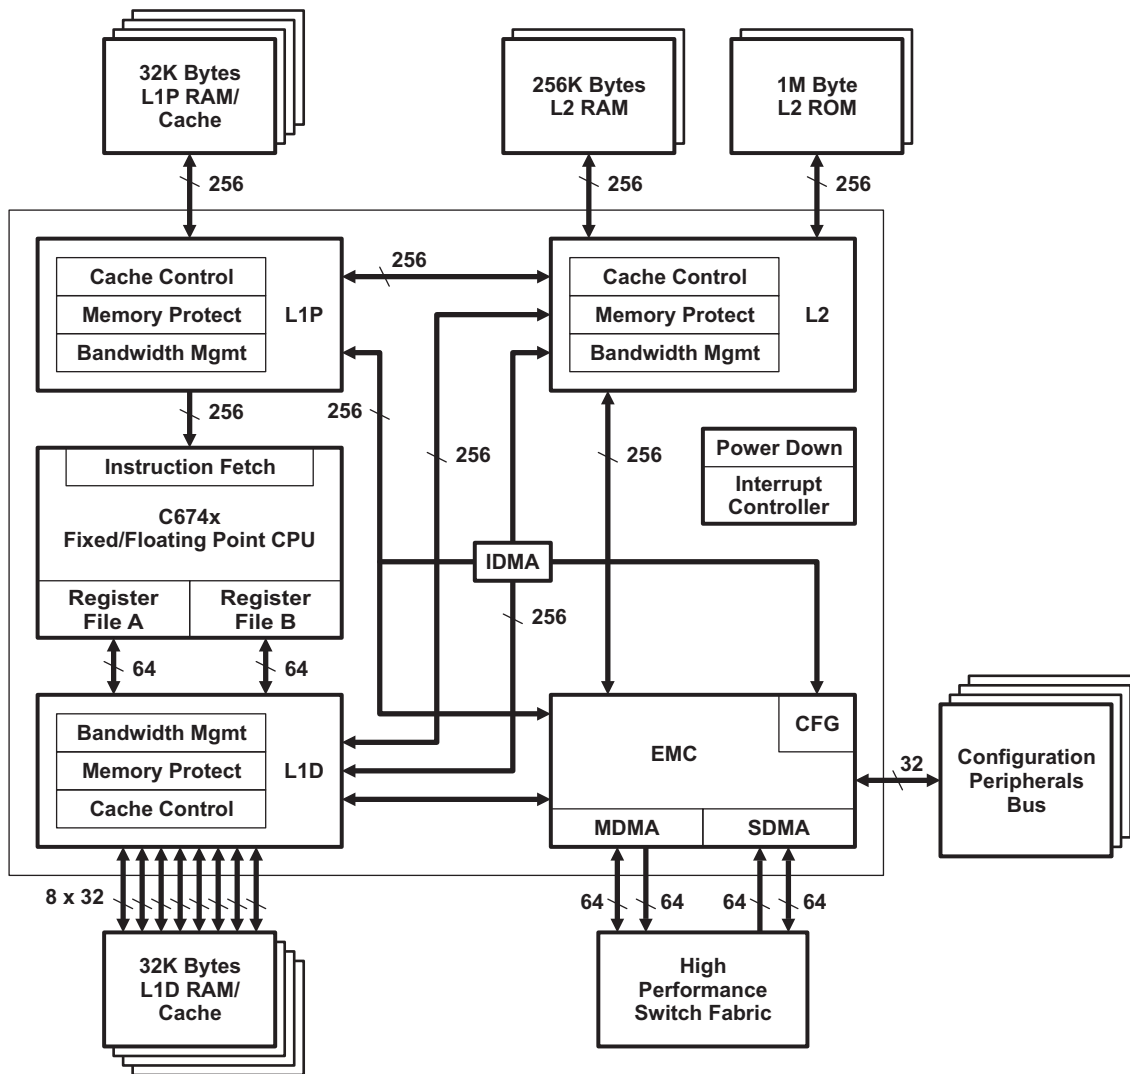 32K Bytes
L1P RAM/
Cache
256K Bytes
L2 RAM
1M Byte
L2 ROM
256
256
256
Cache Control
Memory Protect
Bandwidth Mgmt
L1P
256
Cache Control
Memory Protect
Bandwidth Mgmt
L2
256
256
256
256
Power Down
Interrupt
Controller
Instruction Fetch
C674x
Fixed/Floating Point CPU
Register
File A
Register
File B
IDMA
256
64
64
Bandwidth Mgmt
Memory Protect
Cache Control
L1D
EMC
CFG
MDMA
SDMA
32
Configuration
Peripherals
Bus
8 x 32
64
64
64
64
32K Bytes
L1D RAM/
Cache
High
Performance
Switch Fabric